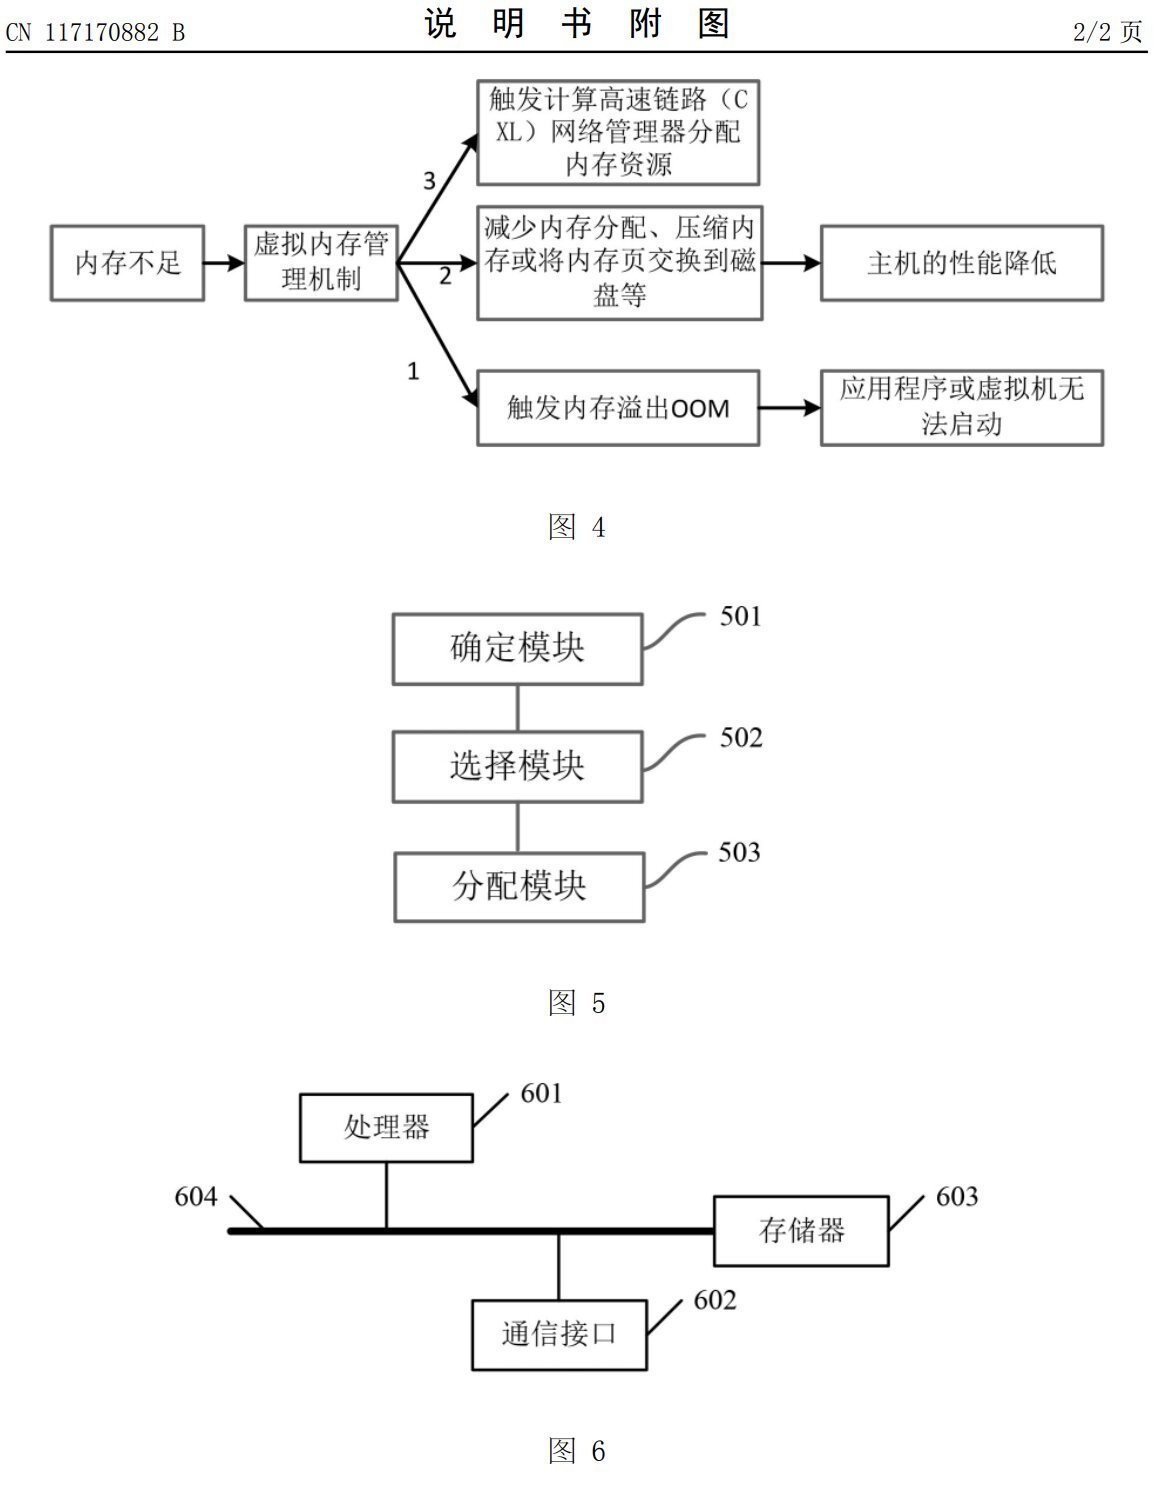 CN 117170882 B
说 明 书 附 图
2/2 页
触发计算高速链路（C
XL）网络管理器分配
内存资源
3
内存不足
虚拟内存管
理机制
2
减少内存分配、压缩内
存或将内存页交换到磁
盘等
主机的性能降低
1
触发内存溢出OOM
应用程序或虚拟机无
法启动
图 4
确定模块
501
选择模块
502
分配模块
503
图 5
处理器
601
604
存储器
603
通信接口
602
图 6